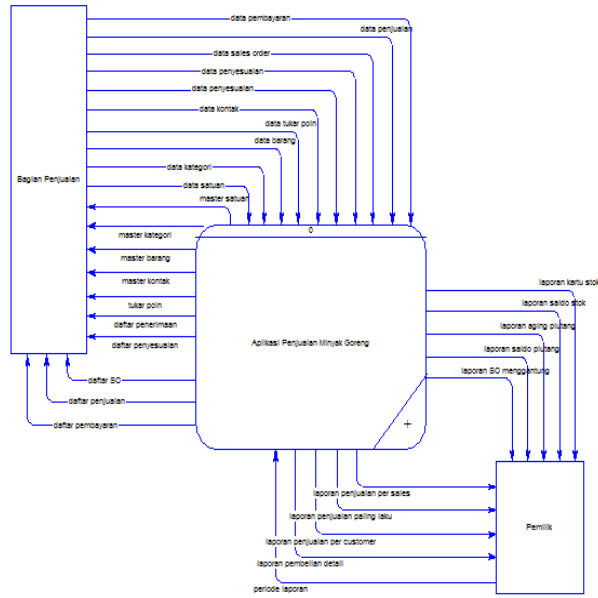 data pembayaran
data penjualan
data sales order
data penyesualan
data penyesualan
data kontak
data tukar poin
data barang
data kategori
data satuan
master satuan
Bagian Penjualan
0
master kategori
master barang
master kontak
tukar poin
daftar penerimaan
daftar penyesualan
Aplikasi Penjualan Minyak Goreng
laporan kartu stok
laporan saldo stok
laporan aging piutang
laporan saldo piutang
laporan SO menggantung
daftar SO
daftar penjualan
daftar pembayaran
+
laporan penjualan per sales
laporan penjualan paling laku
laporan penjualan per customer
laporan pembelian detail
periode laporan
Pemilik